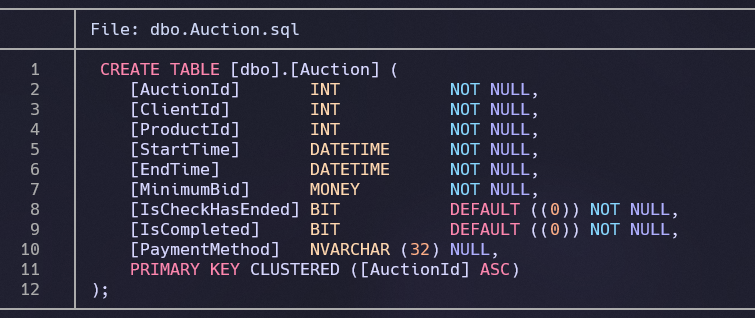 File: dbo.Auction.sql
1 CREATE TABLE [dbo].[Auction] (
2 [AuctionId] INT NOT NULL,
3 [ClientId] INT NOT NULL,
4 [ProductId] INT NOT NULL,
5 [StartTime] DATETIME NOT NULL,
6 [EndTime] DATETIME NOT NULL,
7 [MinimumBid] MONEY NOT NULL,
8 [IsCheckHasEnded] BIT DEFAULT ((0)) NOT NULL,
9 [IsCompleted] BIT DEFAULT ((0)) NOT NULL,
10 [PaymentMethod] NVARCHAR (32) NULL,
11 PRIMARY KEY CLUSTERED ([AuctionId] ASC)
12 );